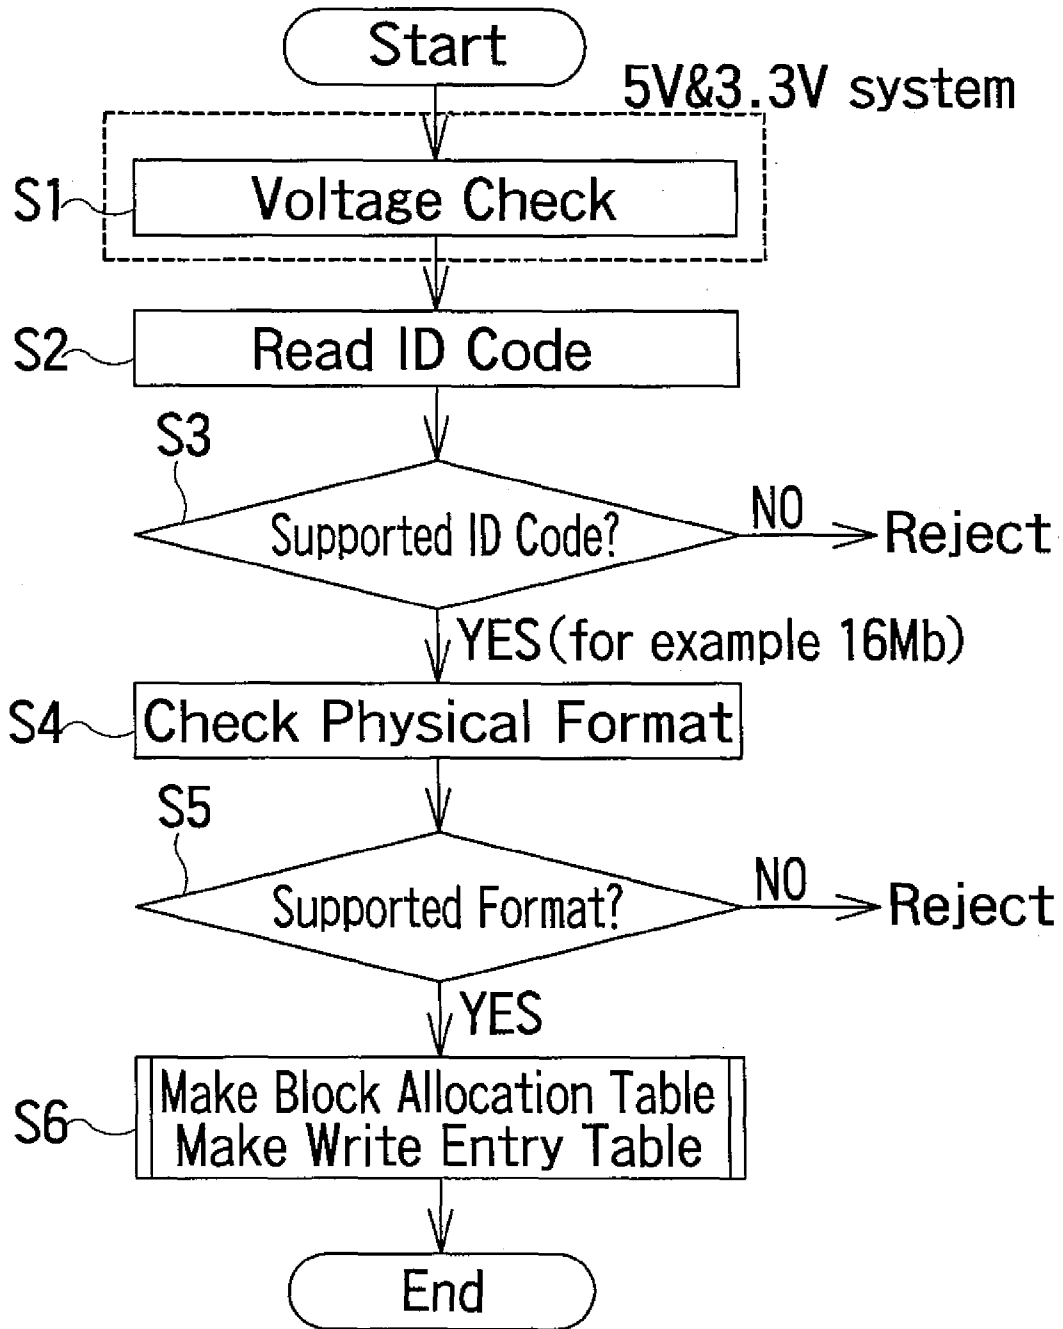 Start
5V&3.3V system
S1
Voltage Check
S2
Read ID Code
S3
Supported ID Code?
NO
Reject
YES(for example 16Mb)
S4
Check Physical Format
S5
Supported Format?
NO
Reject
YES
S6
Make Block Allocation Table
Make Write Entry Table
End